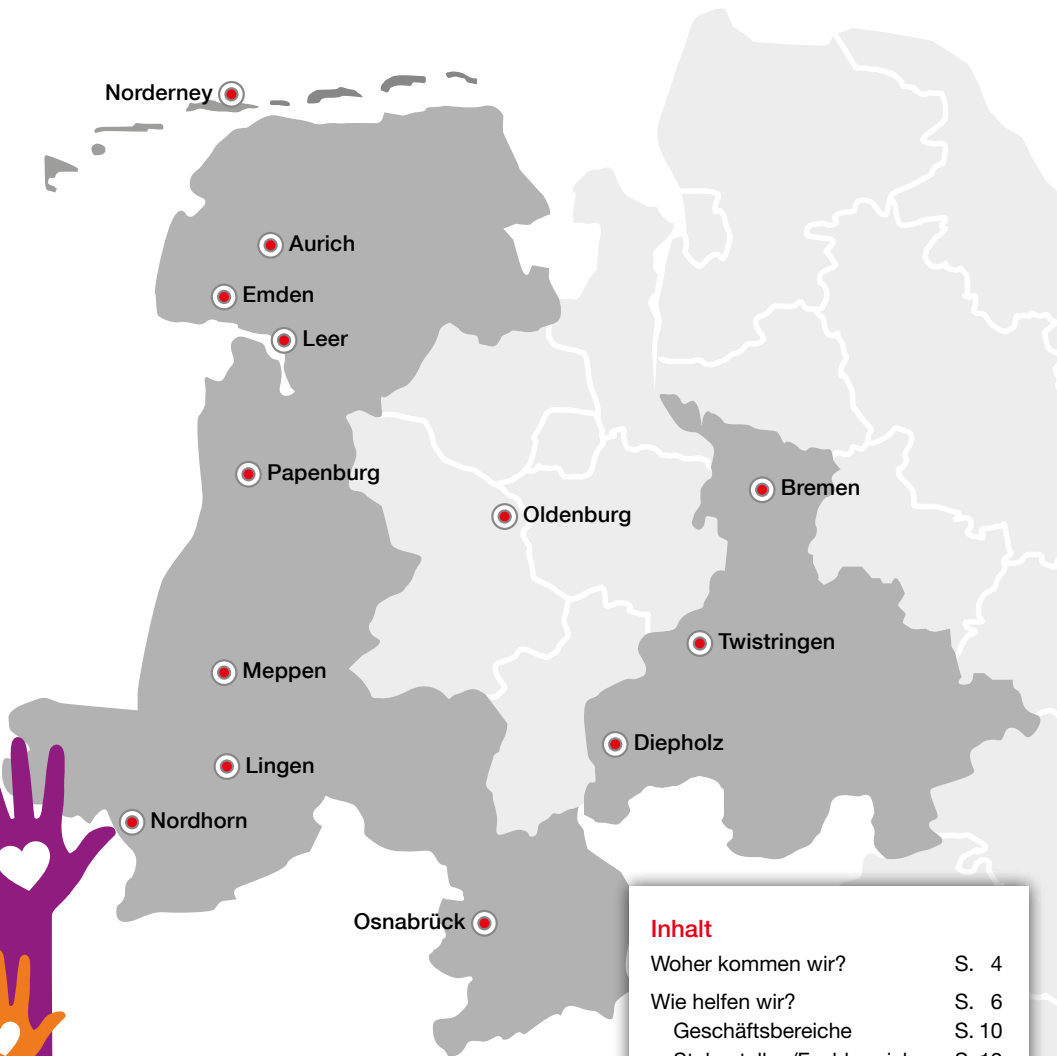 Norderney
Aurich
Emden
Leer
Papenburg
Bremen
Oldenburg
Twistringen
Meppen
Diepholz
Lingen
Nordhorn
Osnabrück
Inhalt
Woher kommen wir? S. 4
Wie helfen wir? S. 6
Geschäftsbereiche S. 10